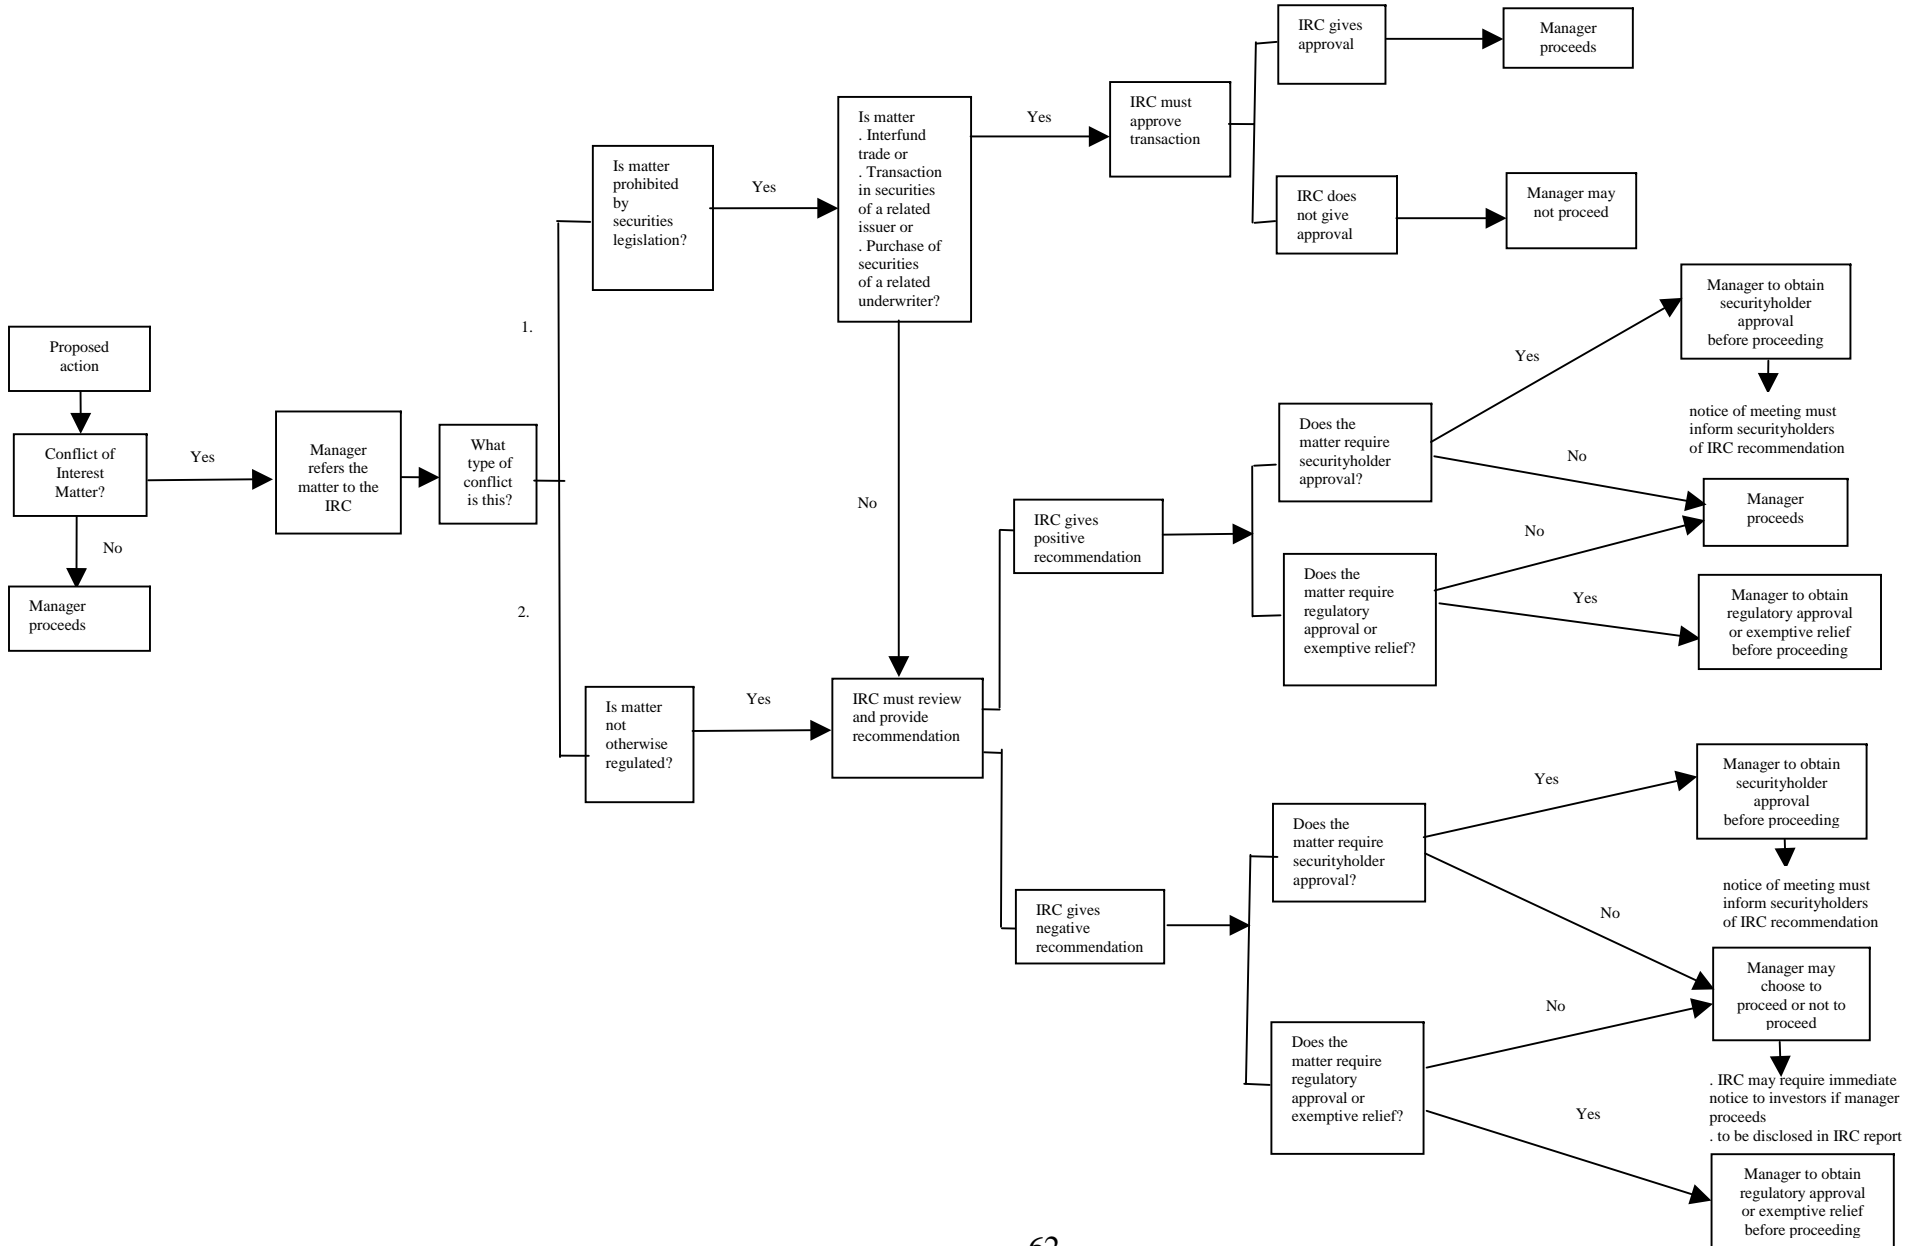 Proposed
action
Conflict of
Interest
Matter?
Yes
No
Manager
proceeds
Manager
refers the
matter to the
IRC
What
type of
conflict
is this?
1.
2.
Is matter
prohibited
by
securities
legislation?
Yes
Is matter
. Interfund
trade or
. Transaction
in securities
of a related
issuer or
. Purchase of
securities
of a related
underwriter?
Yes
No
IRC must
approve
transaction
IRC gives
approval
Manager
proceeds
IRC does
not give
approval
Manager may
not proceed
Is matter
not
otherwise
regulated?
Yes
IRC must review
and provide
recommendation
IRC gives
positive
recommendation
Does the
matter require
securityholder
approval?
Yes
Manager to obtain
securityholder
approval
before proceeding
notice of meeting must
inform securityholders
of IRC recommendation
No
Manager
proceeds
No
Does the
matter require
regulatory
approval or
exemptive relief?
Yes
Manager to obtain
regulatory approval
or exemptive relief
before proceeding
IRC gives
negative
recommendation
Does the
matter require
securityholder
approval?
Yes
Manager to obtain
securityholder
approval
before proceeding
notice of meeting must
inform securityholders
of IRC recommendation
No
Manager may
choose to
proceed or not to
proceed
. IRC may require immediate
notice to investors if manager
proceeds
. to be disclosed in IRC report
No
Does the
matter require
regulatory
approval or
exemptive relief?
Yes
Manager to obtain
regulatory approval
or exemptive relief
before proceeding